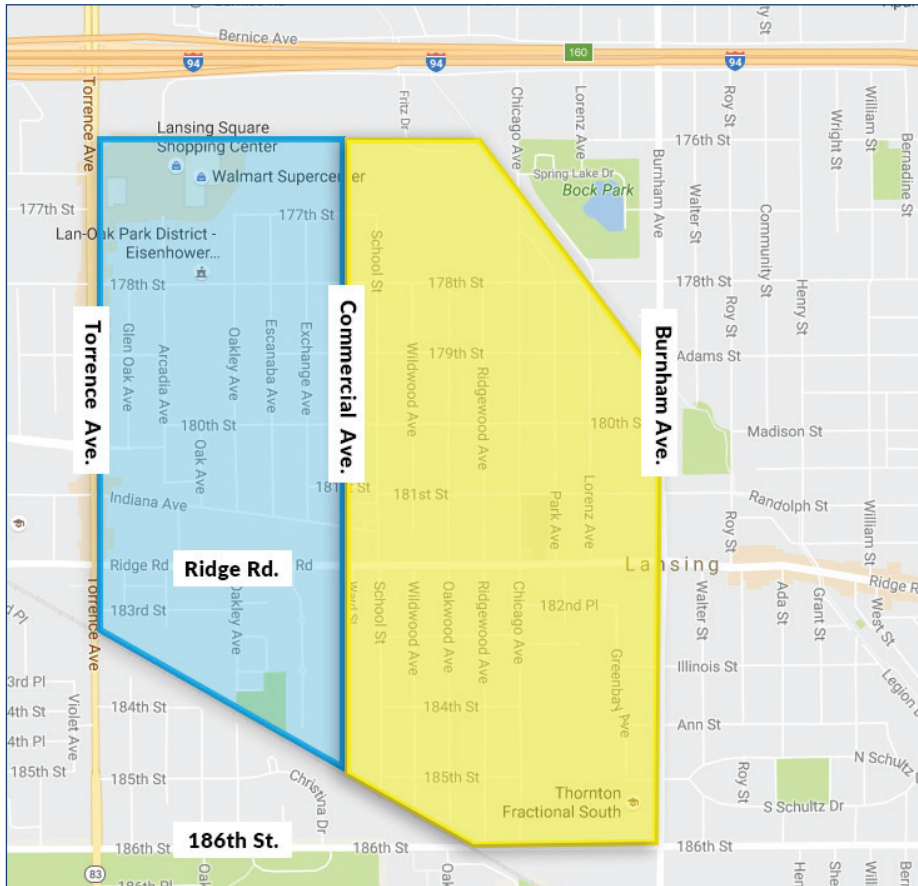 Bernice Ave
94
94
160
94
Torrence Ave
Fritz Dr
Chicago Ave
Lorenz Ave
Burnham Ave
Roy St
Wright St
William St
Bernadine St
176th St
Lansing Square
Shopping Center
Walmart Supercenter
Spring Lake Dr
Bock Park
Walter St
Community St
Henry St
177th St
177th St
Lan-Oak Park District -
Eisenhower...
School St
178th St
178th St
178th St
Roy St
Torrence Ave.
Commercial Ave.
Burnham Ave.
Glen Oak Ave
Arcadia Ave
Oakley Ave
Escanaba Ave
Exchange Ave
Wildwood Ave
179th St
Ridgewood Ave
Adams St
180th St
180th St
Madison St
Oak Ave
Indiana Ave
181st St
181st St
Park Ave
Lorenz Ave
Randolph St
Roy St
William St
Ridge Rd
Ridge Rd.
Rd
Lansing
Ridge R
Torrence Ave
183rd St
Oakley Ave
Ward St
School St
Wildwood Ave
Oakwood Ave
Ridgewood Ave
Chicago Ave
182nd Pl
Walter St
Ada St
Grant St
West St
d Pl
Greenbay Ave
Illinois St
Legion
3rd Pl
4th St
4th Pl
185th St
Violet Ave
184th St
184th St
Ann St
185th St
Christina Dr
185th St
Thornton
Fractional South
Roy St
N Schultz
S Schultz Dr
186th St.
186th St
186th St
186th St
83
186th Pl
Oak